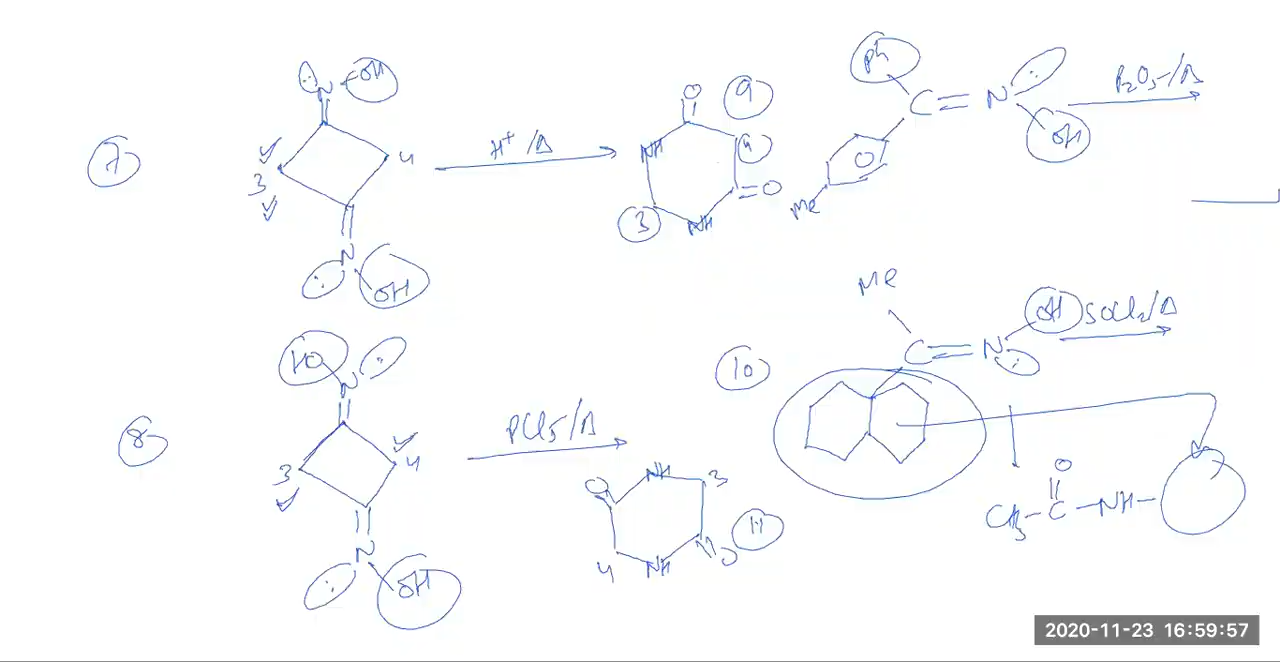 7
N-OH
3
4
N
OH
H+ /Δ
O
9
NH
4
=O
3
NH
Ph
C=N
OH
Me
P2O5/Δ
8
HO
N
3
4
N
OH
PCl5/Δ
O
NH
3
4
NH
O
11
10
Me
C=N
OH
SOCl2/Δ
O
CH3-C-NH-
2020-11-23 16:59:57